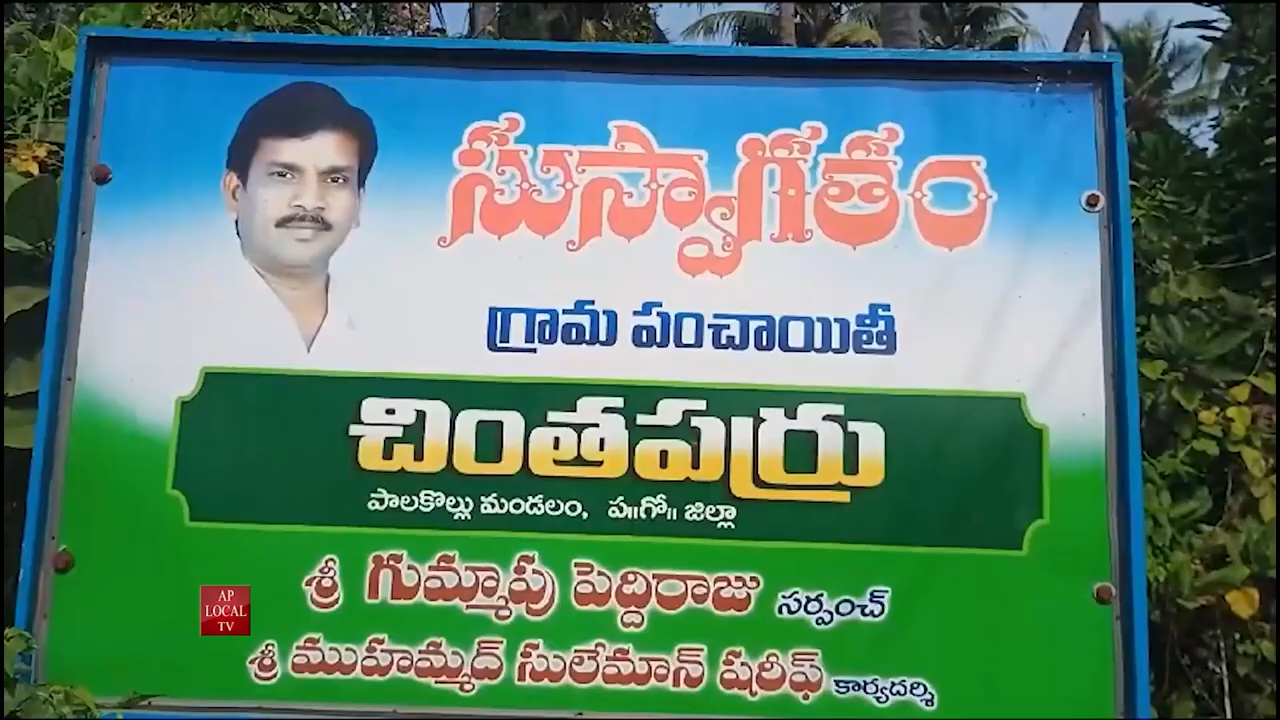 సుస్వాగతం
గ్రామ పంచాయితీ
చింతపర్రు
పాలకొల్లు మండలం, ప॥గో॥ జిల్లా
శ్రీ గుమ్మాపు పెద్దిరాజు సర్పంచ్
శ్రీ ముహమ్మద్ సులేమాన్ షరీఫ్ కార్యదర్శి
AP
LOCAL
TV